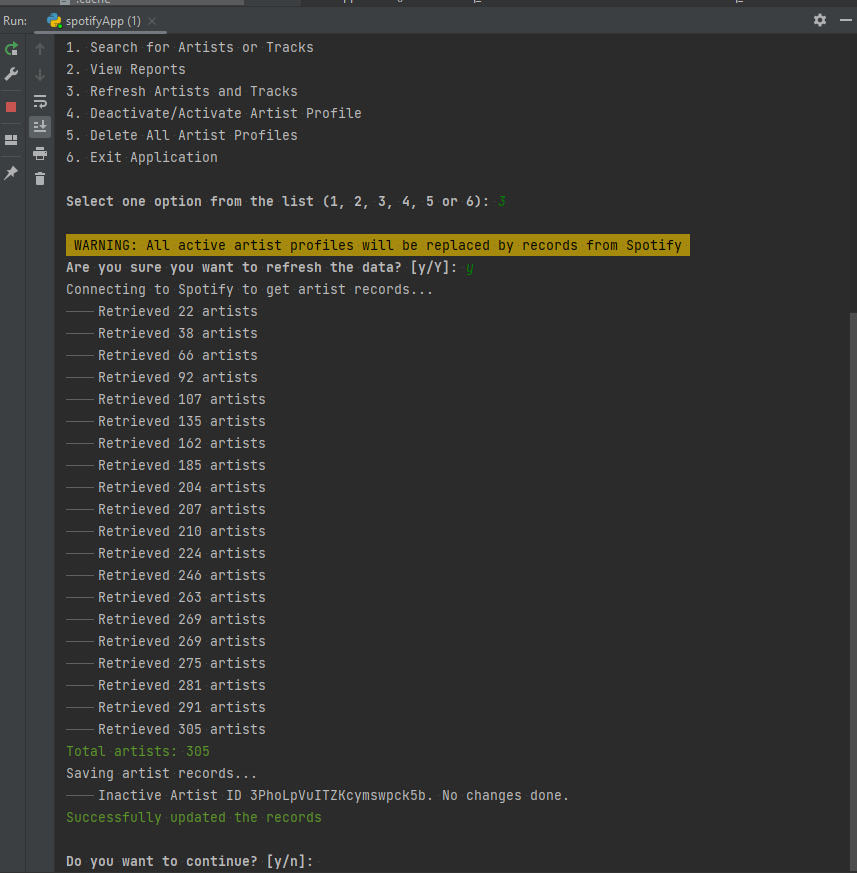 .cache
Run: spotifyApp (1)
1. Search for Artists or Tracks
2. View Reports
3. Refresh Artists and Tracks
4. Deactivate/Activate Artist Profile
5. Delete All Artist Profiles
6. Exit Application
Select one option from the list (1, 2, 3, 4, 5 or 6): 3
WARNING: All active artist profiles will be replaced by records from Spotify
Are you sure you want to refresh the data? [y/Y]: y
Connecting to Spotify to get artist records...
Retrieved 22 artists
Retrieved 38 artists
Retrieved 66 artists
Retrieved 92 artists
Retrieved 107 artists
Retrieved 135 artists
Retrieved 162 artists
Retrieved 185 artists
Retrieved 204 artists
Retrieved 207 artists
Retrieved 210 artists
Retrieved 224 artists
Retrieved 246 artists
Retrieved 263 artists
Retrieved 269 artists
Retrieved 269 artists
Retrieved 275 artists
Retrieved 281 artists
Retrieved 291 artists
Retrieved 305 artists
Total artists: 305
Saving artist records...
Inactive Artist ID 3PhoLpVuITZKcymswpck5b. No changes done.
Successfully updated the records
Do you want to continue? [y/n]: